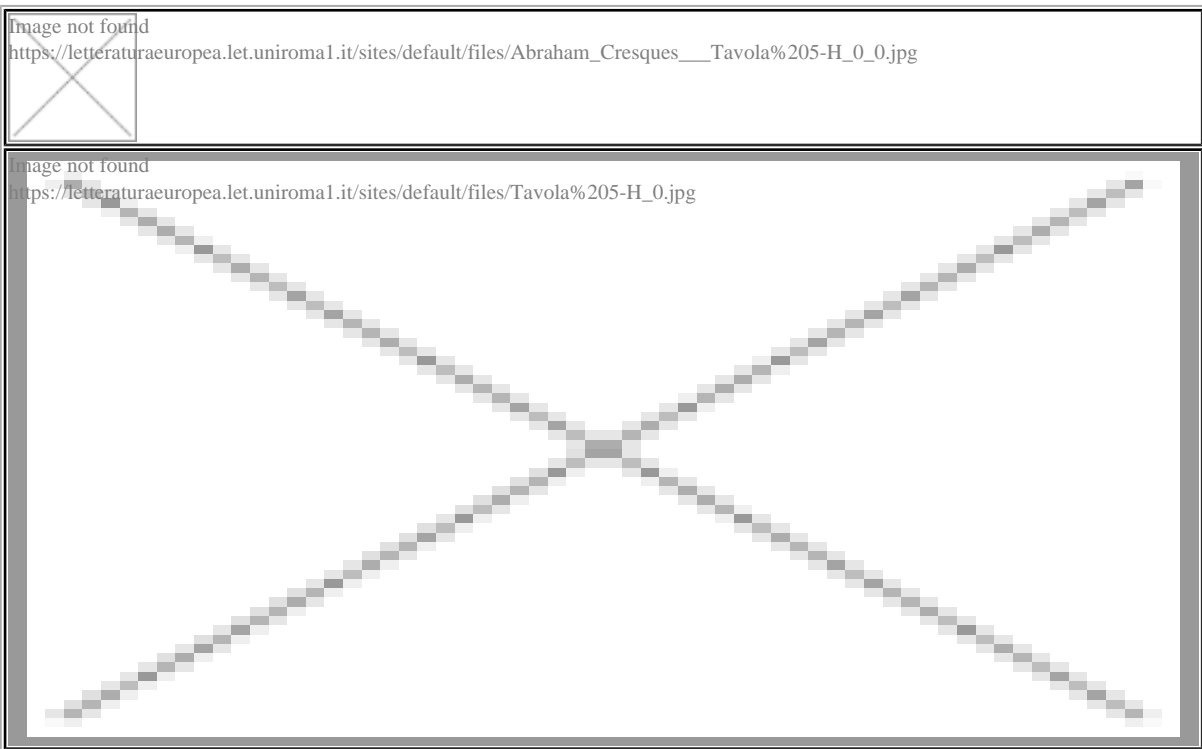 Image not found
https://letteraturaeuropea.let.uniroma1.it/sites/default/files/Abraham_Cresques___Tavola%205-H_0_0.jpg
Image not found
https://letteraturaeuropea.let.uniroma1.it/sites/default/files/Tavola%205-H_0.jpg